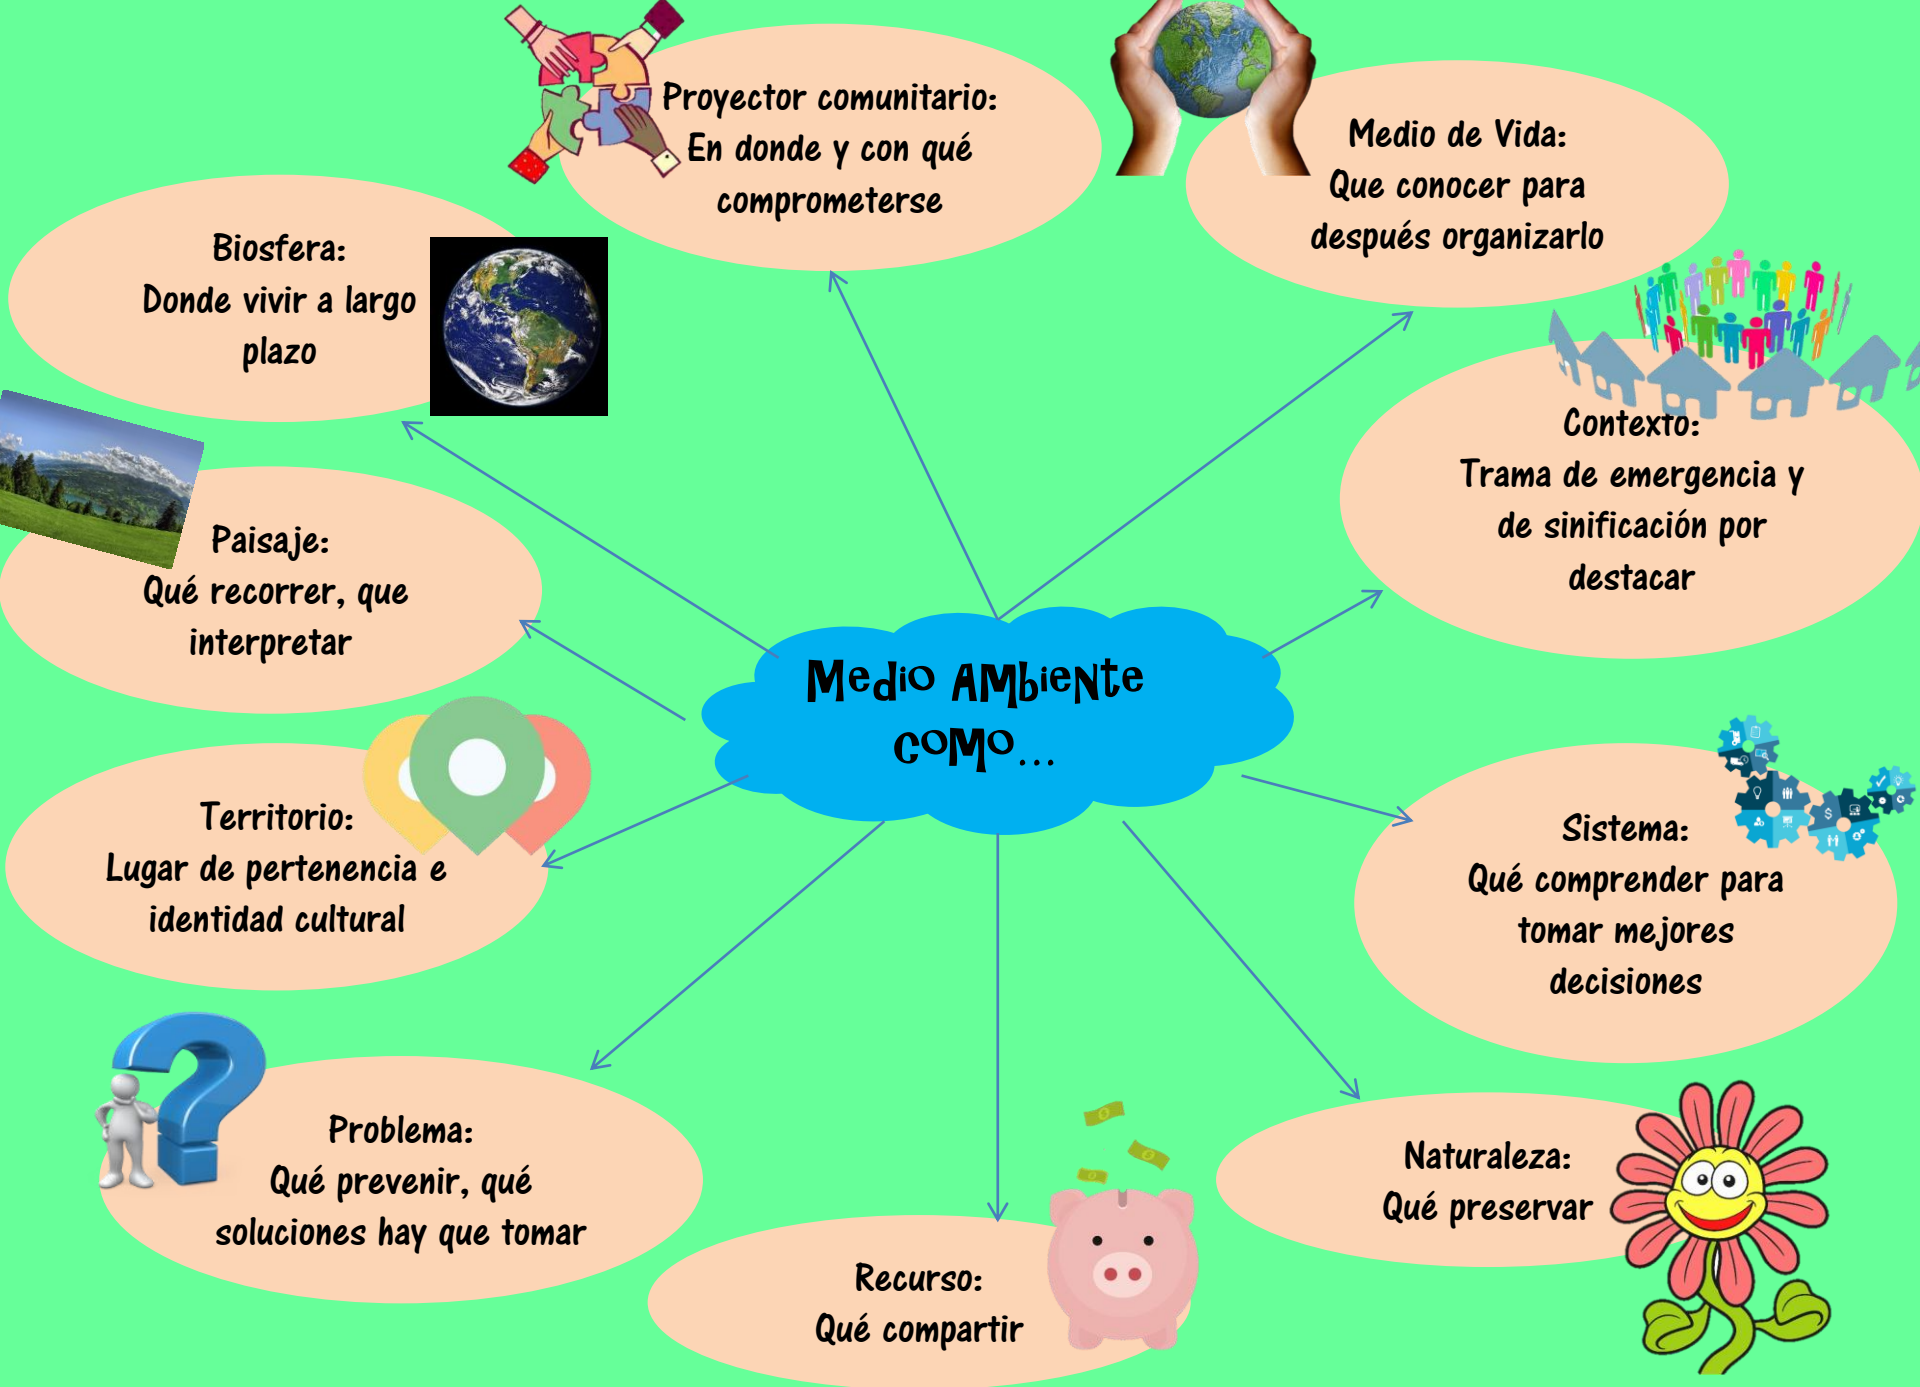 Proyector comunitario:
En donde y con qué
comprometerse
Medio de Vida:
Que conocer para
después organizarlo
Biosfera:
Donde vivir a largo
plazo
Contexto:
Trama de emergencia y
de sinificación por
destacar
Paisaje:
Qué recorrer, que
interpretar
Medio AMbieNte
coMo...
Territorio:
Lugar de pertenencia e
identidad cultural
Sistema:
Qué comprender para
tomar mejores
decisiones
Problema:
Qué prevenir, qué
soluciones hay que tomar
Naturaleza:
Qué preservar
Recurso:
Qué compartir